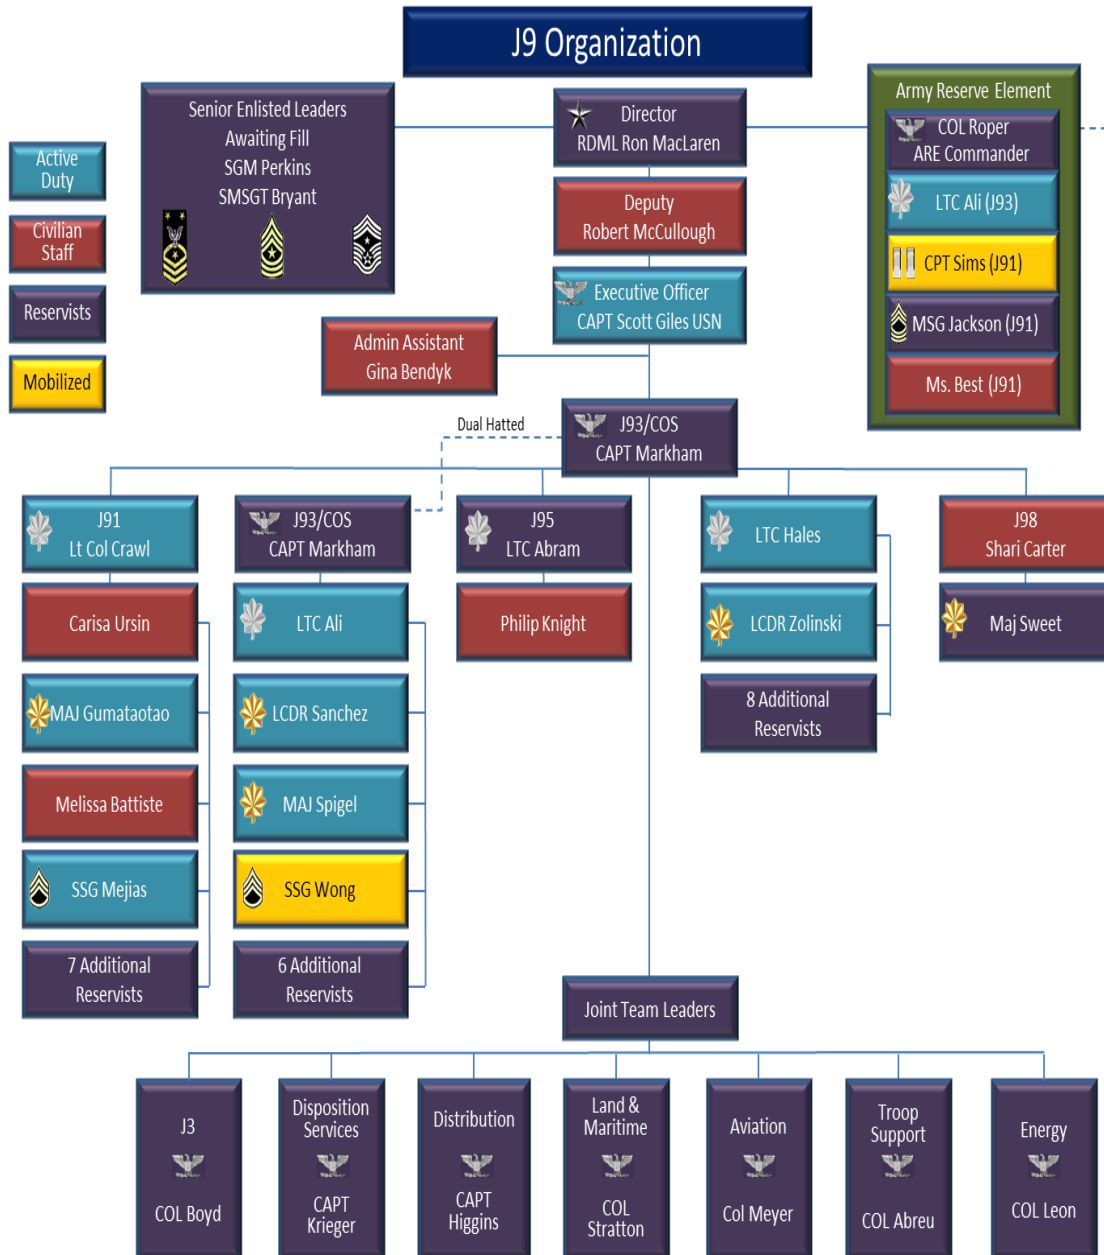 J9 Organization
Senior Enlisted Leaders
Awaiting Fill
SGM Perkins
SMSGT Bryant
Director
RDML Ron MacLaren
Army Reserve Element
COL Roper
ARE Commander
LTC Ali (J93)
CPT Sims (J91)
MSG Jackson (J91)
Ms. Best (J91)
Active
Duty
Civilian
Staff
Reservists
Mobilized
Deputy
Robert McCullough
Executive Officer
CAPT Scott Giles USN
Admin Assistant
Gina Bendyk
Dual Hatted
J93/COS
CAPT Markham
J91
Lt Col Crawl
Carisa Ursin
MAJ Gumataotao
Melissa Battiste
SSG Mejias
7 Additional
Reservists
J93/COS
CAPT Markham
LTC Ali
LCDR Sanchez
MAJ Spigel
SSG Wong
6 Additional
Reservists
J95
LTC Abram
Philip Knight
LTC Hales
LCDR Zolinski
8 Additional
Reservists
J98
Shari Carter
Maj Sweet
Joint Team Leaders
J3
COL Boyd
Disposition
Services
CAPT
Krieger
Distribution
CAPT
Higgins
Land &
Maritime
COL
Stratton
Aviation
Col Meyer
Troop
Support
COL Abreu
Energy
COL Leon